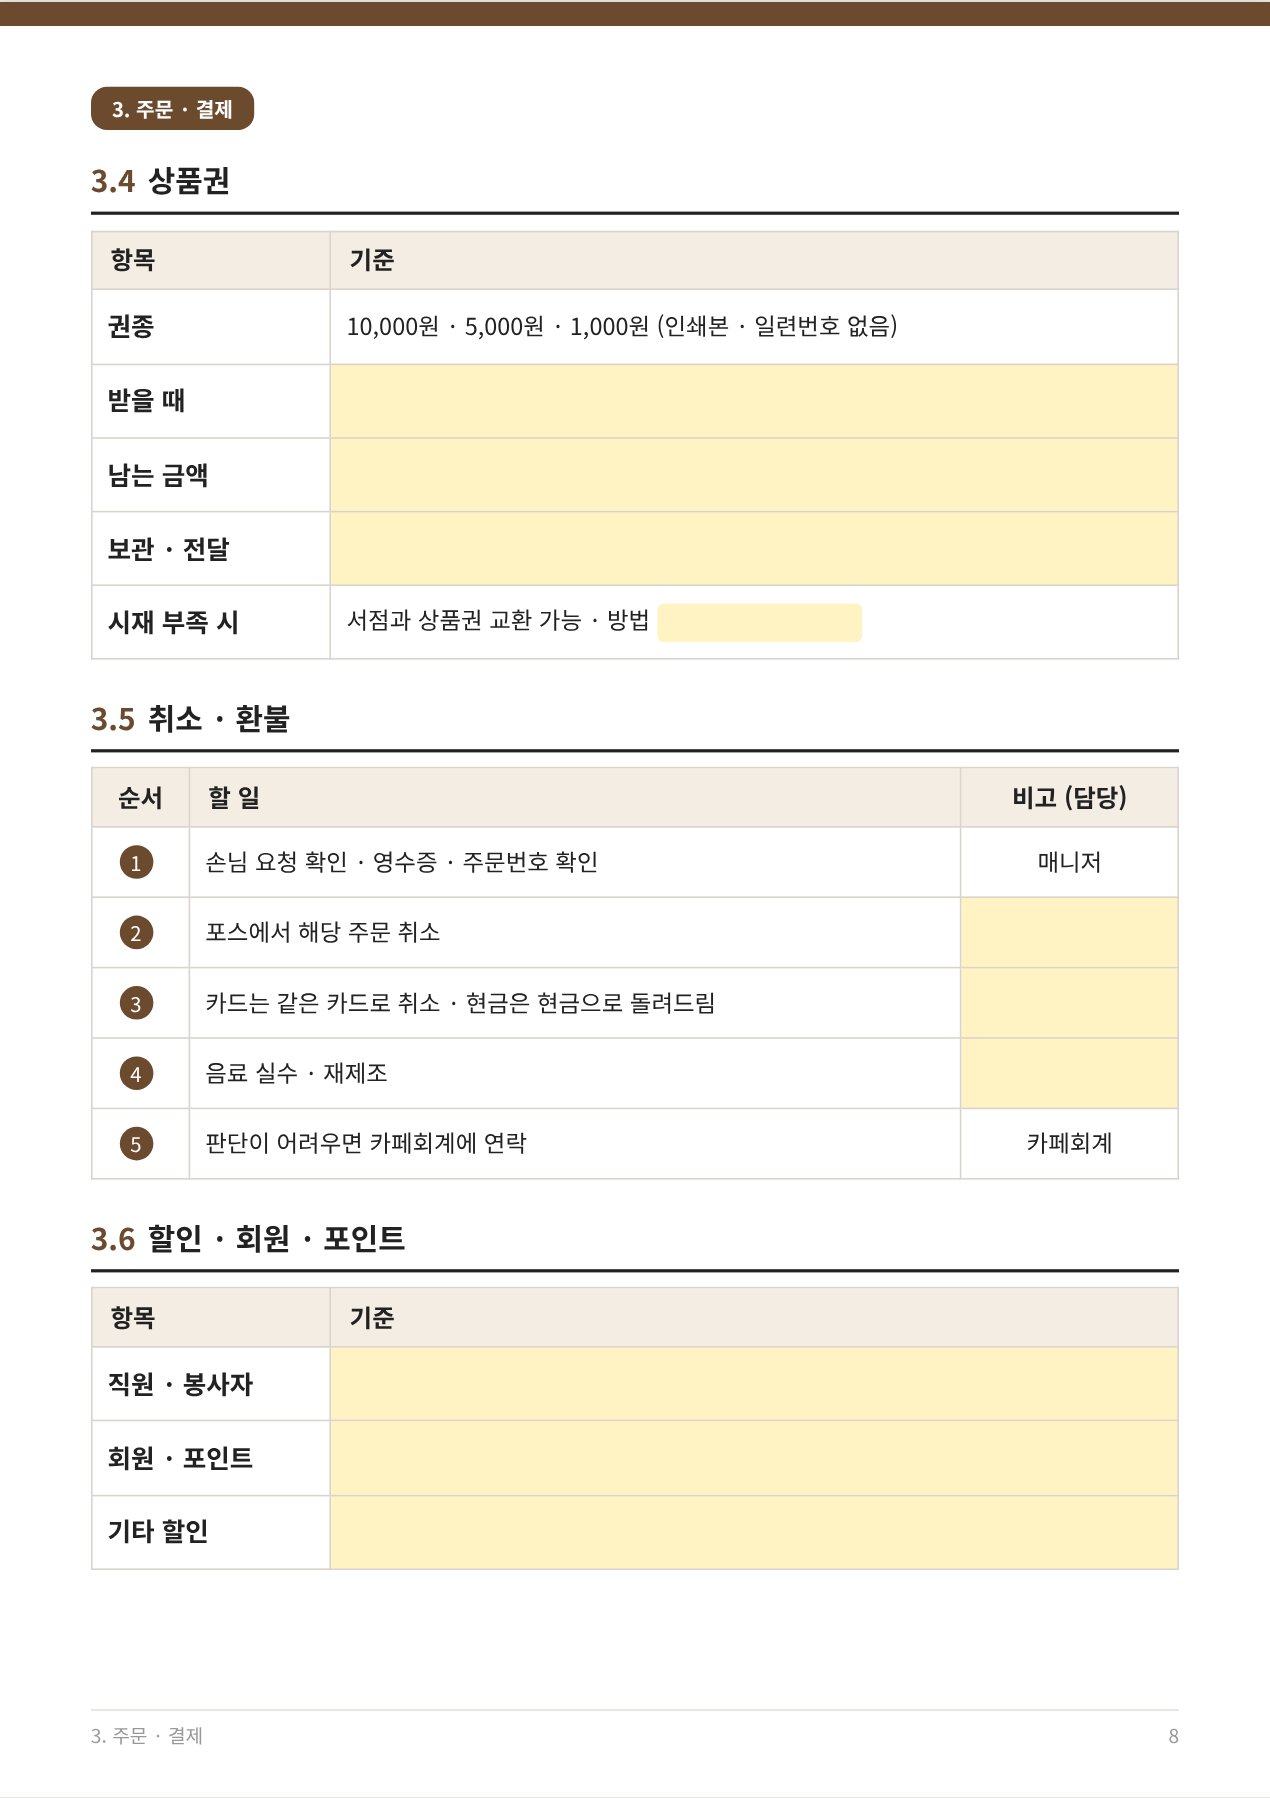 3. 주문 · 결제
3.4 상품권
항목 기준
권종 10,000원 · 5,000원 · 1,000원 (인쇄본 · 일련번호 없음)
받을 때
남는 금액
보관 · 전달
시재 부족 시 서점과 상품권 교환 가능 · 방법
3.5 취소 · 환불
순서 할 일 비고 (담당)
1 손님 요청 확인 · 영수증 · 주문번호 확인 매니저
2 포스에서 해당 주문 취소
3 카드는 같은 카드로 취소 · 현금은 현금으로 돌려드림
4 음료 실수 · 재제조
5 판단이 어려우면 카페회계에 연락 카페회계
3.6 할인 · 회원 · 포인트
항목 기준
직원 · 봉사자
회원 · 포인트
기타 할인
3. 주문 · 결제 8